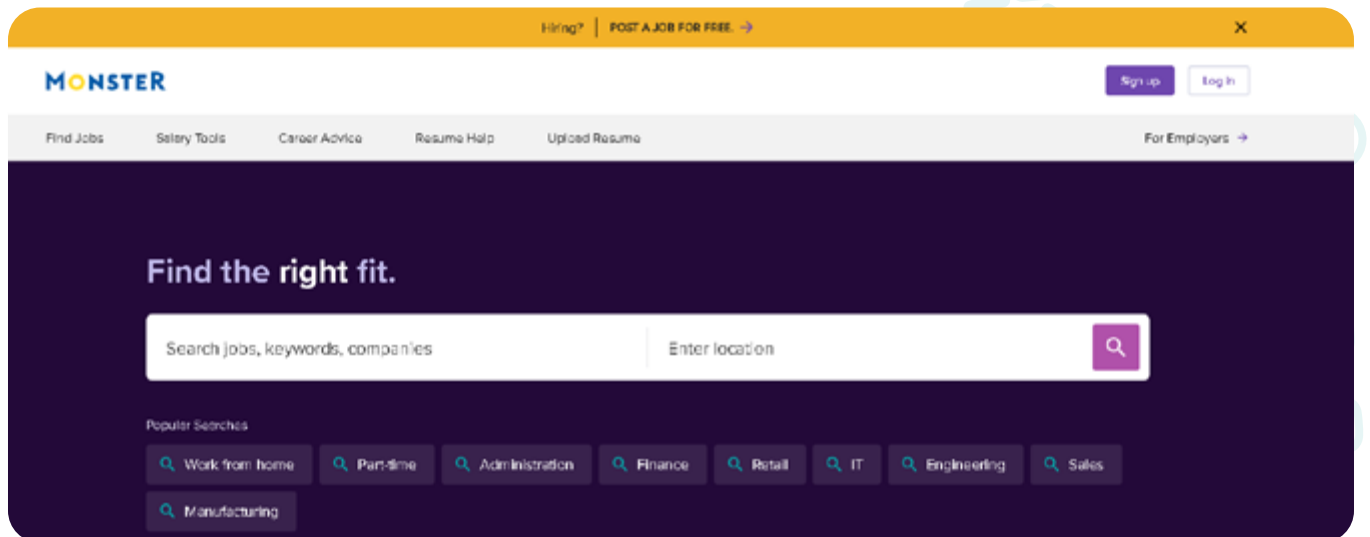 Hiring? | POST A JOB FOR FREE. →
MONSTER
Sign up
Log in
Find Jobs
Salary Tools
Career Advice
Resume Help
Upload Resume
For Employers →
Find the right fit.
Search jobs, keywords, companies
Enter location
Popular Searches
Work from home
Part-time
Administration
Finance
Retail
IT
Engineering
Sales
Manufacturing